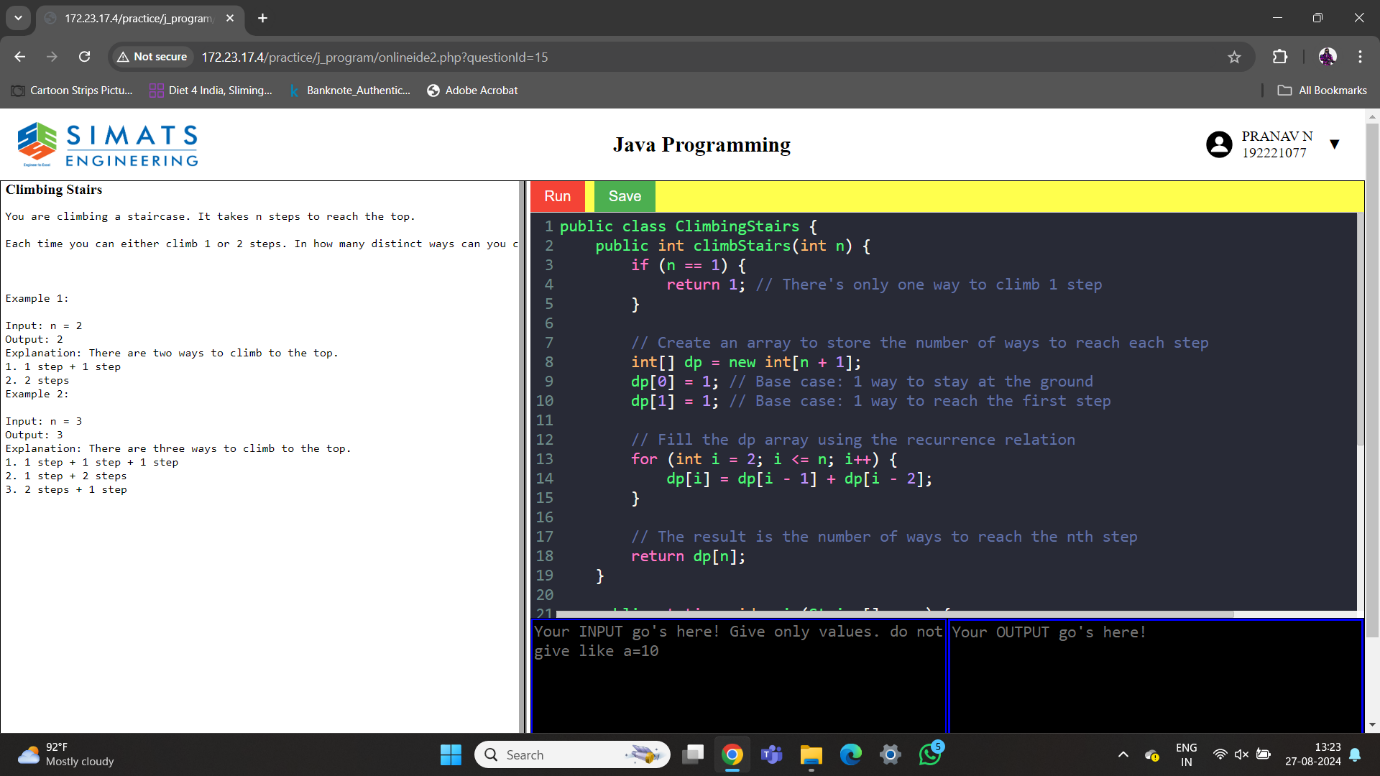 172.23.17.4/practice/j_program
Not secure
172.23.17.4/practice/j_program/onlineide2.php?questionId=15
Cartoon Strips Pictu...
Diet 4 India, Sliming...
Banknote_Authentic...
Adobe Acrobat
All Bookmarks
SIMATS
ENGINEERING
Java Programming
PRANAV N
192221077
Climbing Stairs
You are climbing a staircase. It takes n steps to reach the top.
Each time you can either climb 1 or 2 steps. In how many distinct ways can you c
Example 1:
Input: n = 2
Output: 2
Explanation: There are two ways to climb to the top.
1. 1 step + 1 step
2. 2 steps
Example 2:
Input: n = 3
Output: 3
Explanation: There are three ways to climb to the top.
1. 1 step + 1 step + 1 step
2. 1 step + 2 steps
3. 2 steps + 1 step
Run
Save
1 public class ClimbingStairs {
2     public int climbStairs(int n) {
3         if (n == 1) {
4             return 1; // There's only one way to climb 1 step
5         }
6
7         // Create an array to store the number of ways to reach each step
8         int[] dp = new int[n + 1];
9         dp[0] = 1; // Base case: 1 way to stay at the ground
10         dp[1] = 1; // Base case: 1 way to reach the first step
11
12         // Fill the dp array using the recurrence relation
13         for (int i = 2; i <= n; i++) {
14             dp[i] = dp[i - 1] + dp[i - 2];
15         }
16
17         // The result is the number of ways to reach the nth step
18         return dp[n];
19     }
20
21
Your INPUT go's here! Give only values. do not
give like a=10
Your OUTPUT go's here!
92°F
Mostly cloudy
Search
5
ENG
IN
13:23
27-08-2024